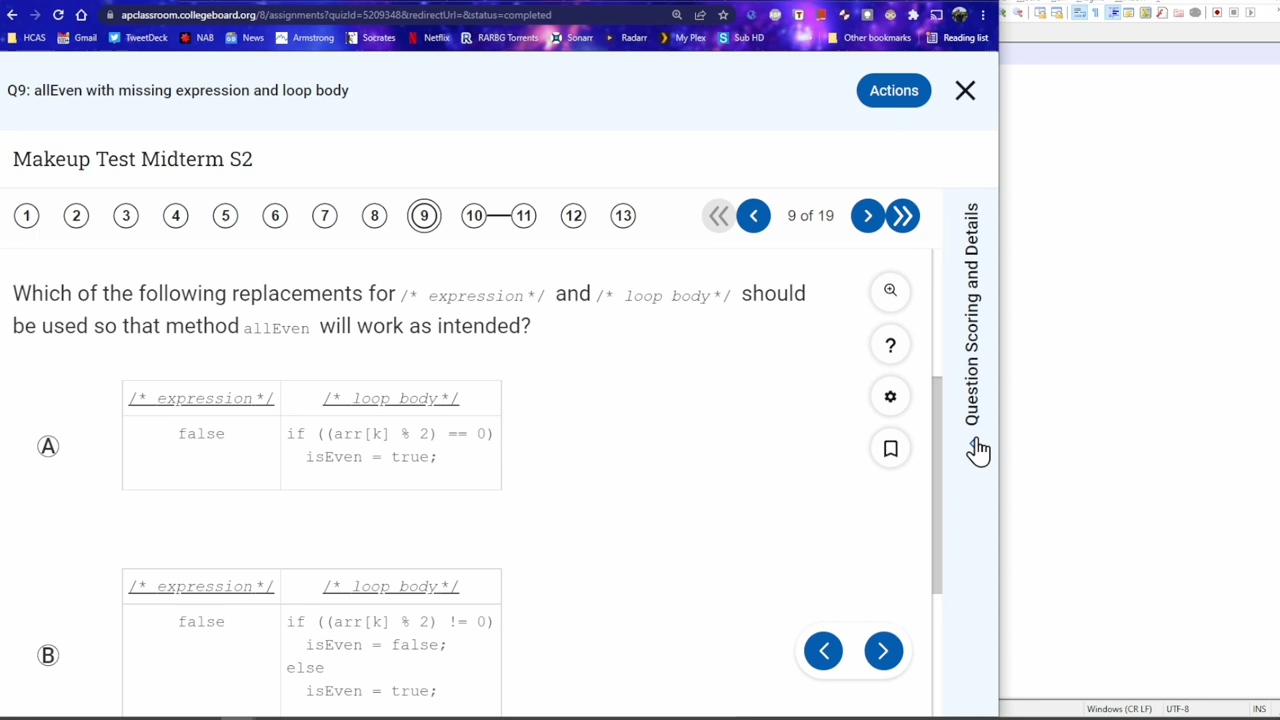 apclassroom.collegeboard.org/8/assignments?quizId=5209348&redirectUrl=&status=completed
HCAS Gmail TweetDeck NAB News Armstrong Socrates Netflix RARBG Torrents Sonarr Radarr My Plex Sub HD Other bookmarks Reading list
Q9: allEven with missing expression and loop body
Actions
Makeup Test Midterm S2
1 2 3 4 5 6 7 8 9 10 11 12 13 9 of 19
Question Scoring and Details
Which of the following replacements for /* expression */ and /* loop body */ should
be used so that method allEven will work as intended?
/* expression */ /* loop body */
A false if ((arr[k] % 2) == 0)
isEven = true;
/* expression */ /* loop body */
false if ((arr[k] % 2) != 0)
isEven = false;
B else
isEven = true;
Windows (CR LF) UTF-8 INS